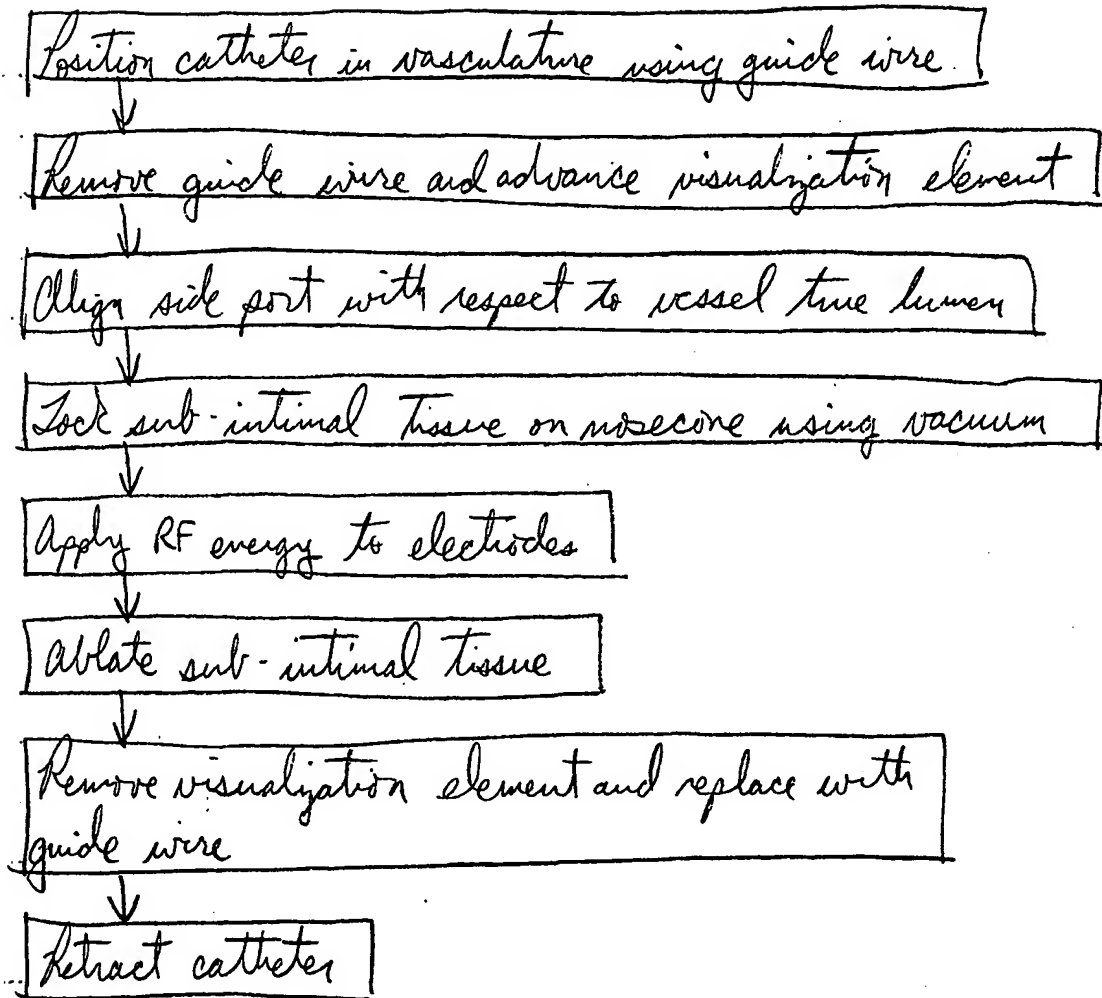 Position catheter in vasculature using guide wire.
Remove guide wire and advance visualization element
Align side port with respect to vessel true lumen
Lock sub-intimal tissue on nosecone using vacuum
Apply RF energy to electrodes
Ablate sub-intimal tissue
Remove visualization element and replace with
guide wire
Retract catheter